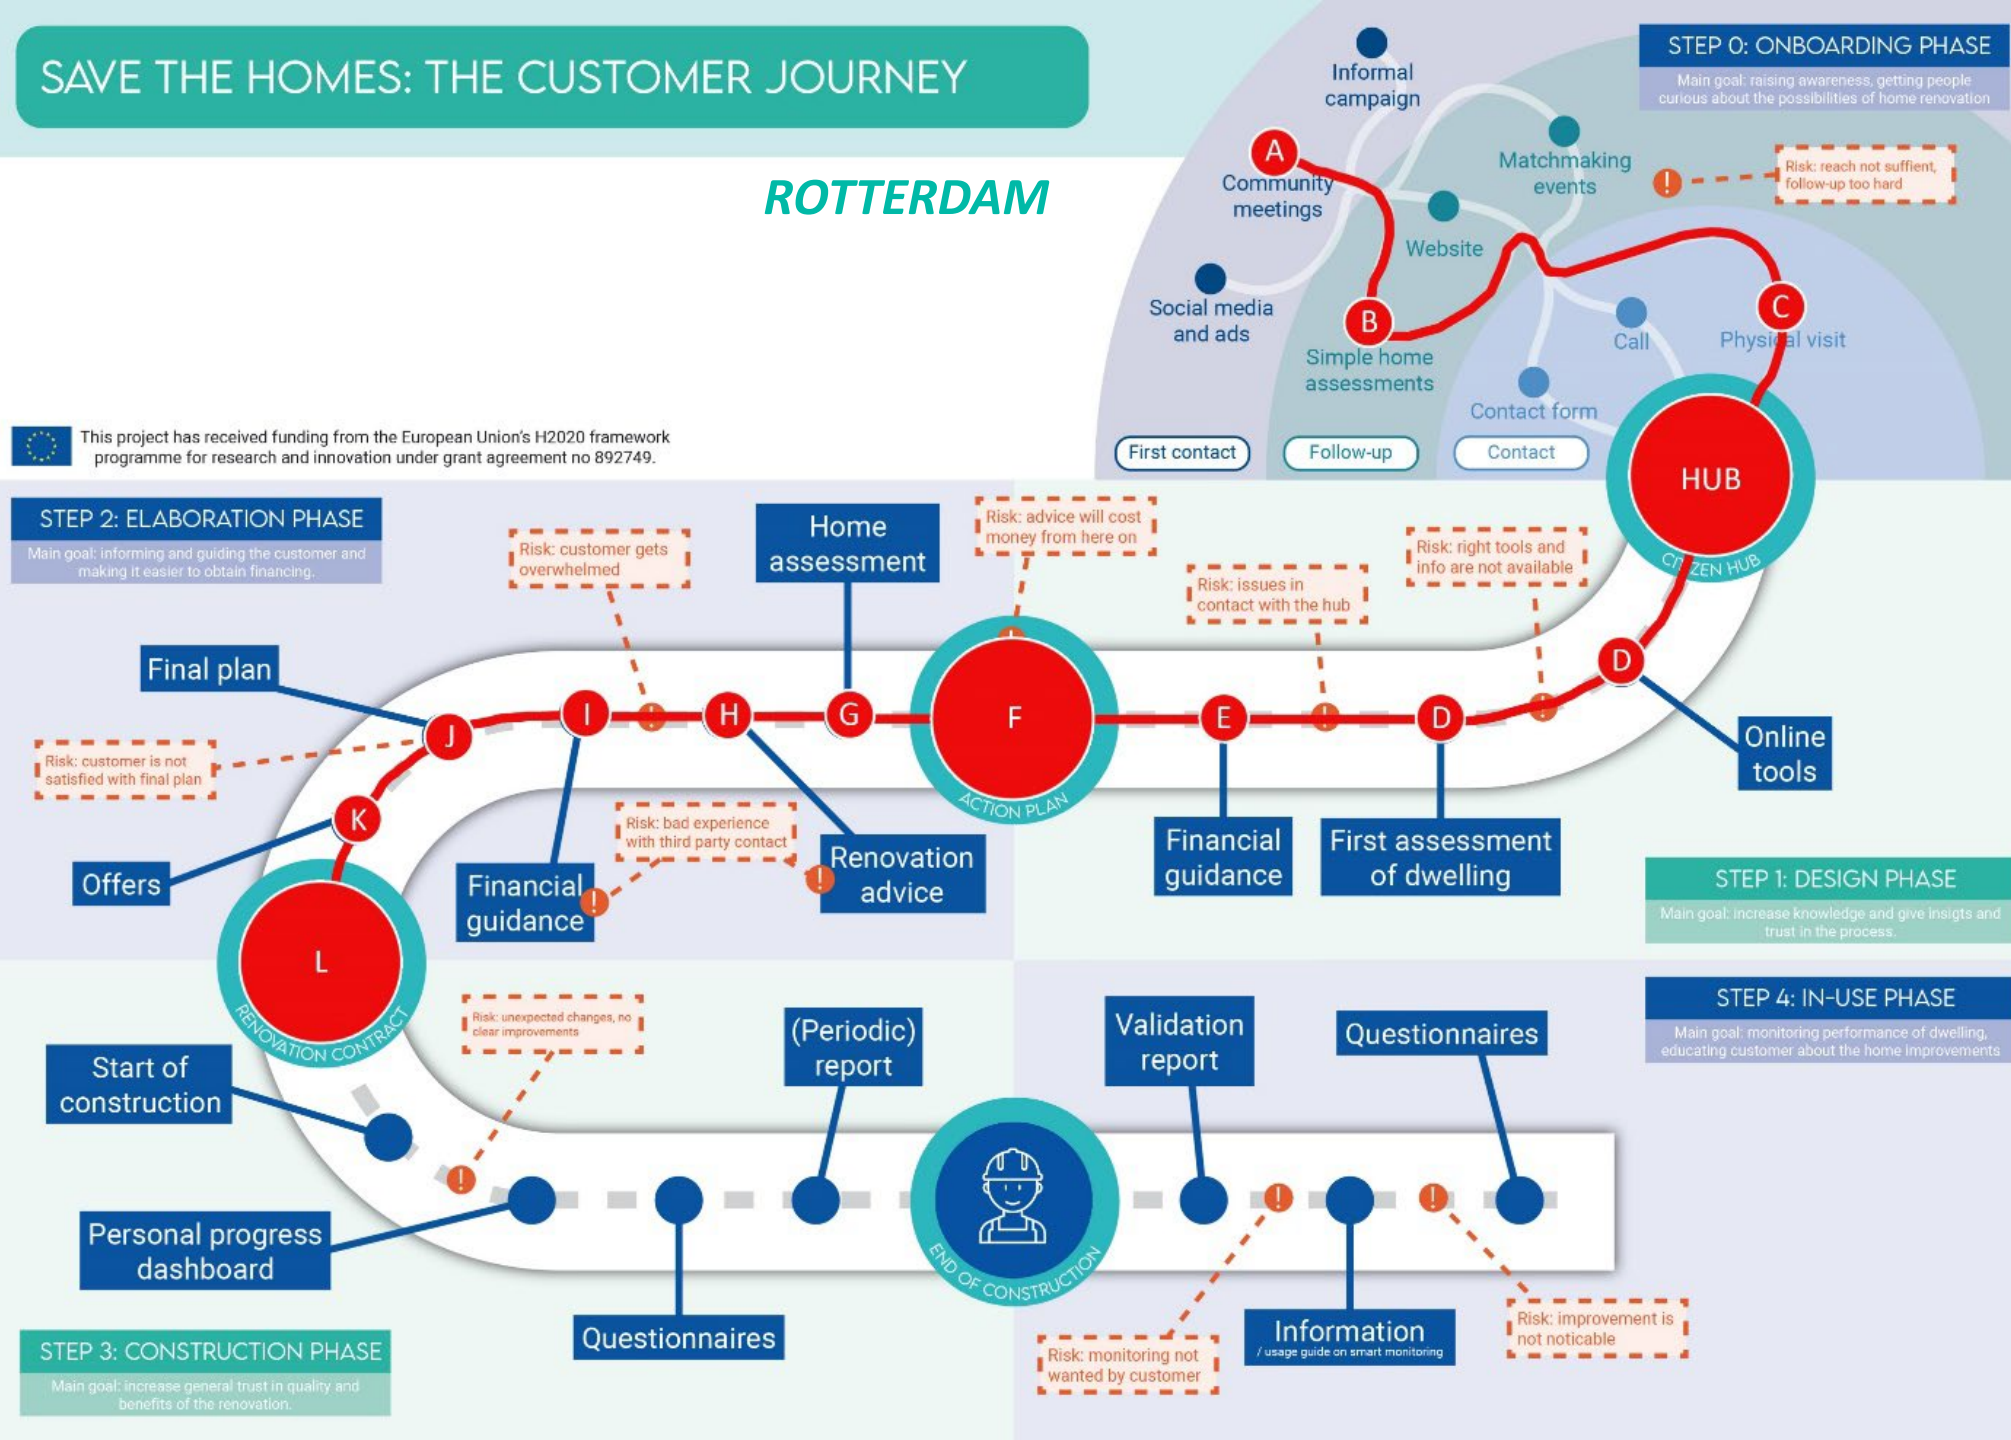 SAVE THE HOMES: THE CUSTOMER JOURNEY
ROTTERDAM
This project has received funding from the European Union's H2020 framework
programme for research and innovation under grant agreement no 892749.
STEP 0: ONBOARDING PHASE
Main goal: raising awareness, getting people
curious about the possibilities of home renovation
Informal
campaign
A
Community
meetings
Matchmaking
events
!
Risk: reach not suffient,
follow-up too hard
Website
Social media
and ads
B
Simple home
assessments
C
Call
Physical visit
Contact form
First contact
Follow-up
Contact
HUB
CITIZEN HUB
STEP 2: ELABORATION PHASE
Main goal: informing and guiding the customer and
making it easier to obtain financing.
Risk: customer gets
overwhelmed
Home
assessment
Risk: advice will cost
money from here on
Risk: issues in
contact with the hub
Risk: right tools and
info are not available
Final plan
J
I
!
H
G
!
F
ACTION PLAN
E
!
D
!
D
Online
tools
Risk: customer is not
satisfied with final plan
K
Offers
Financial
guidance
!
Risk: bad experience
with third party contact
!
Renovation
advice
Financial
guidance
First assessment
of dwelling
STEP 1: DESIGN PHASE
Main goal: increase knowledge and give insigts and
trust in the process.
L
RENOVATION CONTRACT
Risk: unexpected changes, no
clear improvements
(Periodic)
report
Validation
report
Questionnaires
STEP 4: IN-USE PHASE
Main goal: monitoring performance of dwelling,
educating customer about the home improvements
Start of
construction
!
Personal progress
dashboard
Questionnaires
END OF CONSTRUCTION
!
!
Risk: monitoring not
wanted by customer
Information
/ usage guide on smart monitoring
Risk: improvement is
not noticable
STEP 3: CONSTRUCTION PHASE
Main goal: increase general trust in quality and
benefits of the renovation.